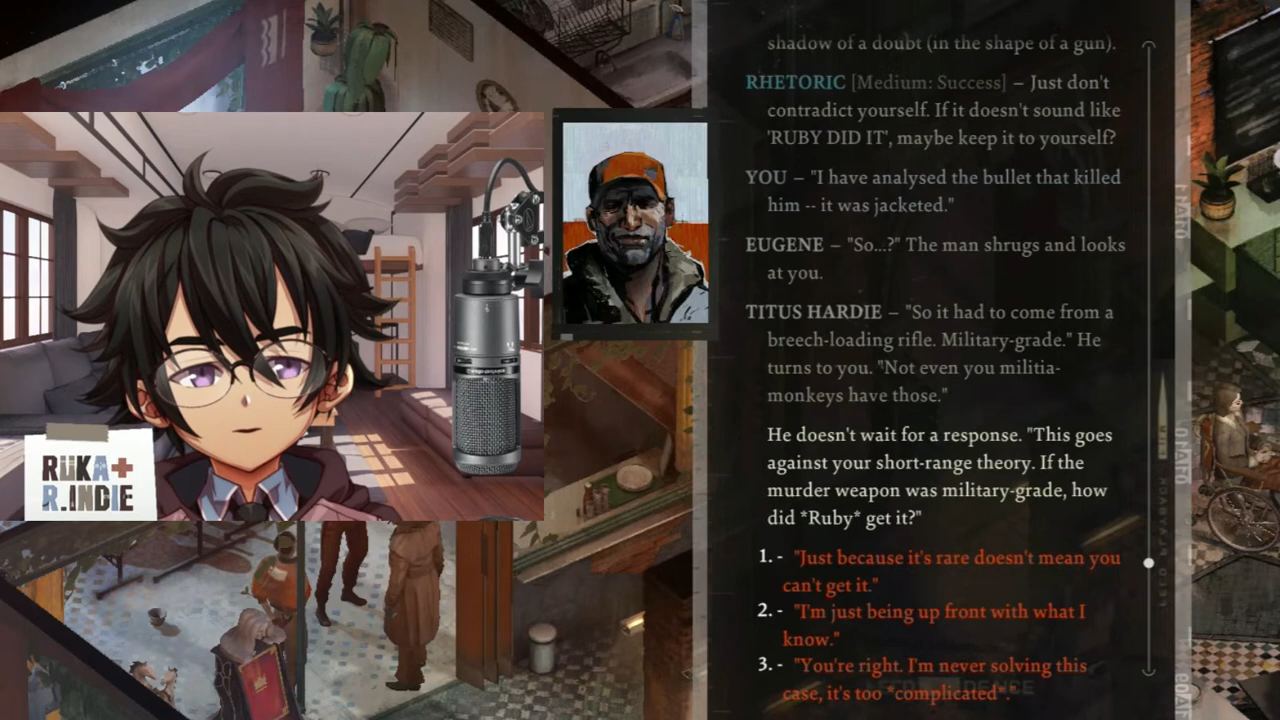 shadow of a doubt (in the shape of a gun).
RHETORIC [Medium: Success] – Just don't
contradict yourself. If it doesn't sound like
'RUBY DID IT', maybe keep it to yourself?
YOU – "I have analysed the bullet that killed
him -- it was jacketed."
EUGENE – "So...?" The man shrugs and looks
at you.
TITUS HARDIE – "So it had to come from a
breech-loading rifle. Military-grade." He
turns to you. "Not even you militia-
monkeys have those."
He doesn't wait for a response. "This goes
against your short-range theory. If the
murder weapon was military-grade, how
did *Ruby* get it?"
1. - "Just because it's rare doesn't mean you
can't get it."
2. - "I'm just being up front with what I
know."
3. - "You're right. I'm never solving this
case, it's too *complicated*."
RUKA+
R.INDIE